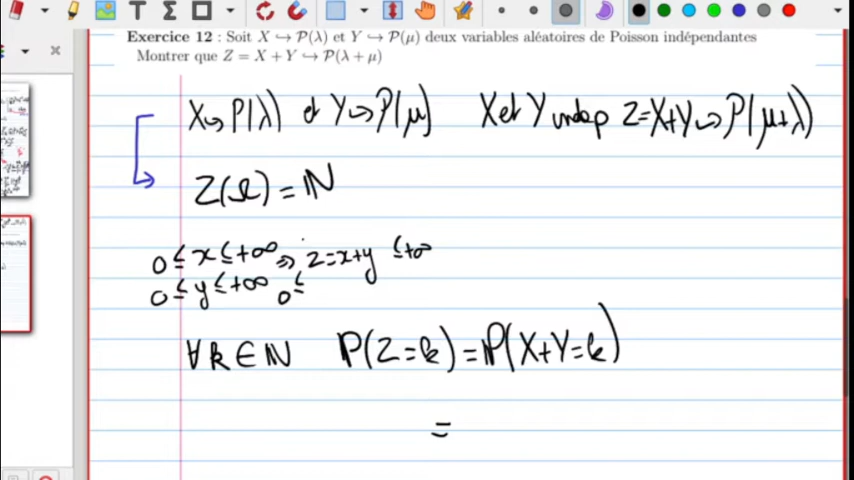 Exercice 12 : Soit X ↪ P(λ) et Y ↪ P(μ) deux variables aléatoires de Poisson indépendantes
Montrer que Z = X + Y ↪ P(λ + μ)
X↪P(λ) et Y↪P(μ) X et Y indep Z=X+Y↪P(μ+λ)
Z(Ω)=ℕ
0≤x≤+∞ ⇒ z=x+y ≤+∞
0≤y≤+∞ 0≤
∀k∈ℕ P(Z=k)=P(X+Y=k)
=